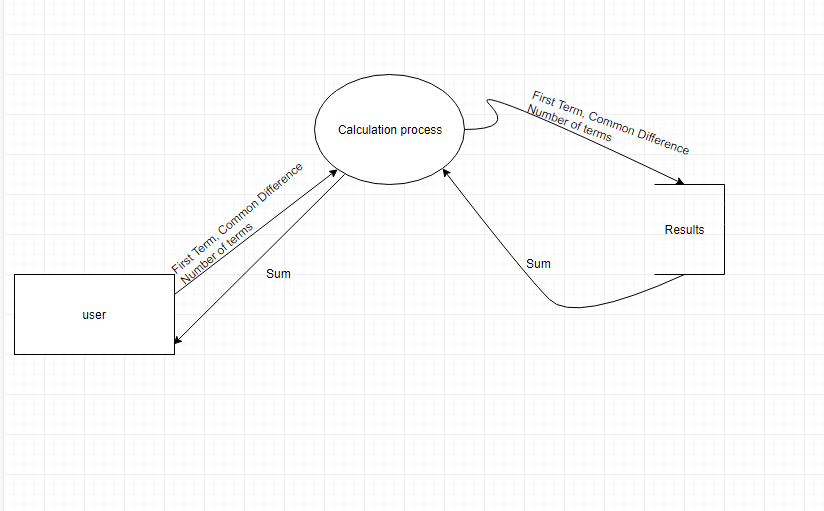 Calculation process
First Term, Common Difference
Number of terms
First Term, Common Difference
Number of terms
Results
Sum
Sum
user